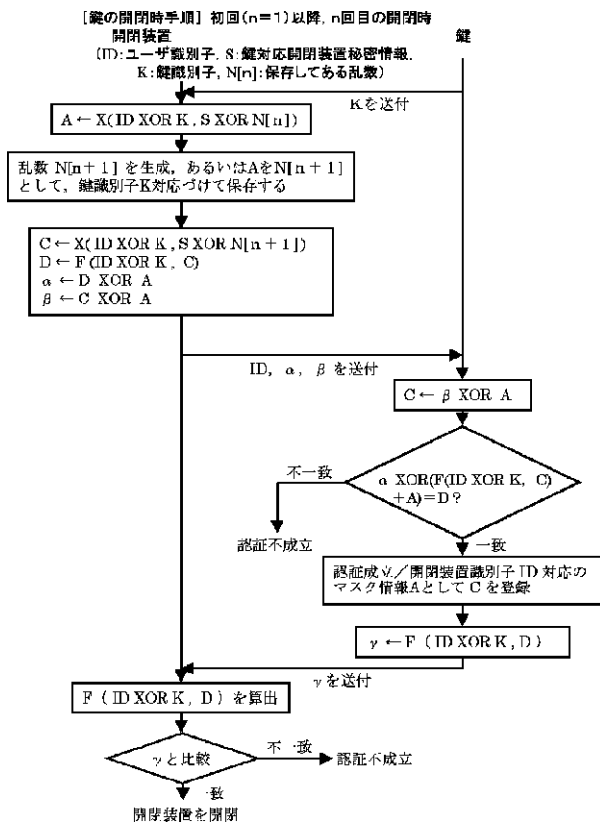 [鍵の開閉時手順] 初回(n=1)以降, n回目の開閉時
開閉装置
鍵
(ID:ユーザ識別子, S:鍵対応開閉装置秘密情報,
K:鍵識別子, N[n]:保存してある乱数)
Kを送付
A←X(ID XOR K, S XOR N[n])
乱数 N[n+1] を生成, あるいはAをN[n+1]
として, 鍵識別子K対応づけて保存する
C←X(ID XOR K, S XOR N[n+1])
D←F(ID XOR K, C)
α←D XOR A
β←C XOR A
ID, α, β を送付
C←β XOR A
不一致
α XOR(F(ID XOR K, C)
+A)=D?
認証不成立
一致
認証成立/開閉装置識別子 ID 対応の
マスク情報Aとして C を登録
γ←F (ID XOR K, D)
γを送付
F (ID XOR K, D) を算出
γと比較
不一致
認証不成立
一致
開閉装置を開閉